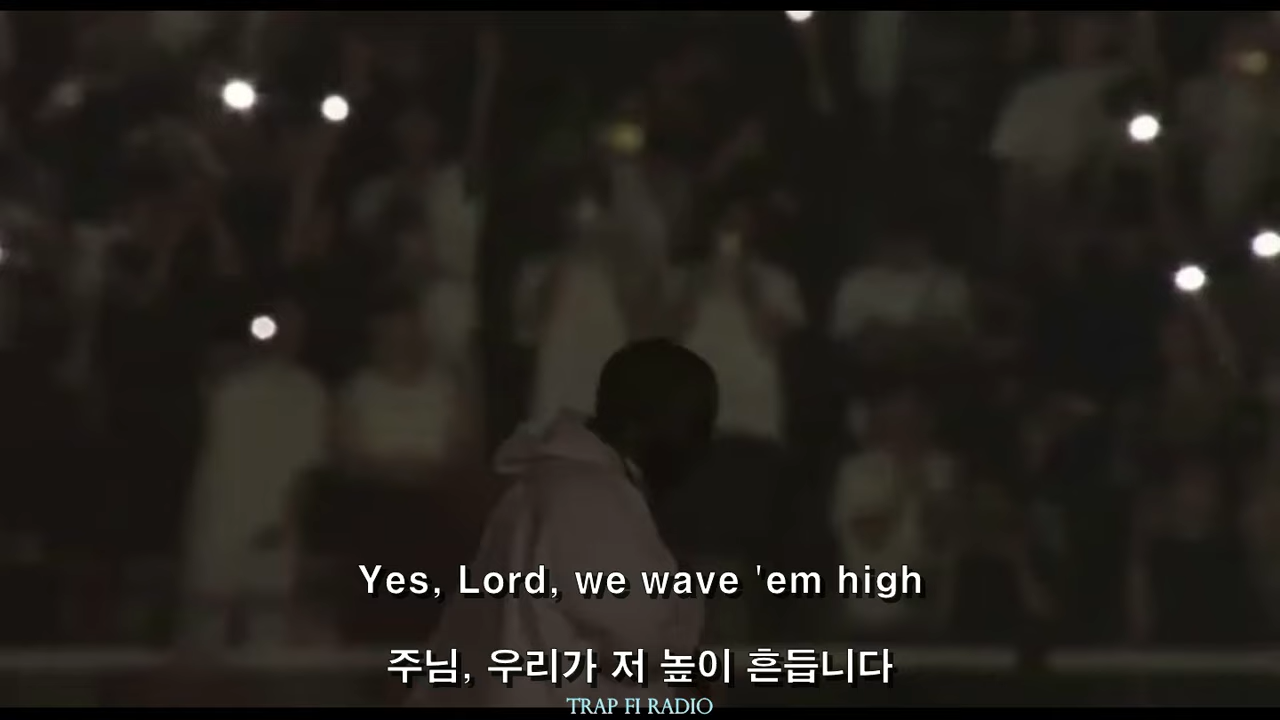 Yes, Lord, we wave 'em high
주님, 우리가 저 높이 흔듭니다
TRAP FI RADIO